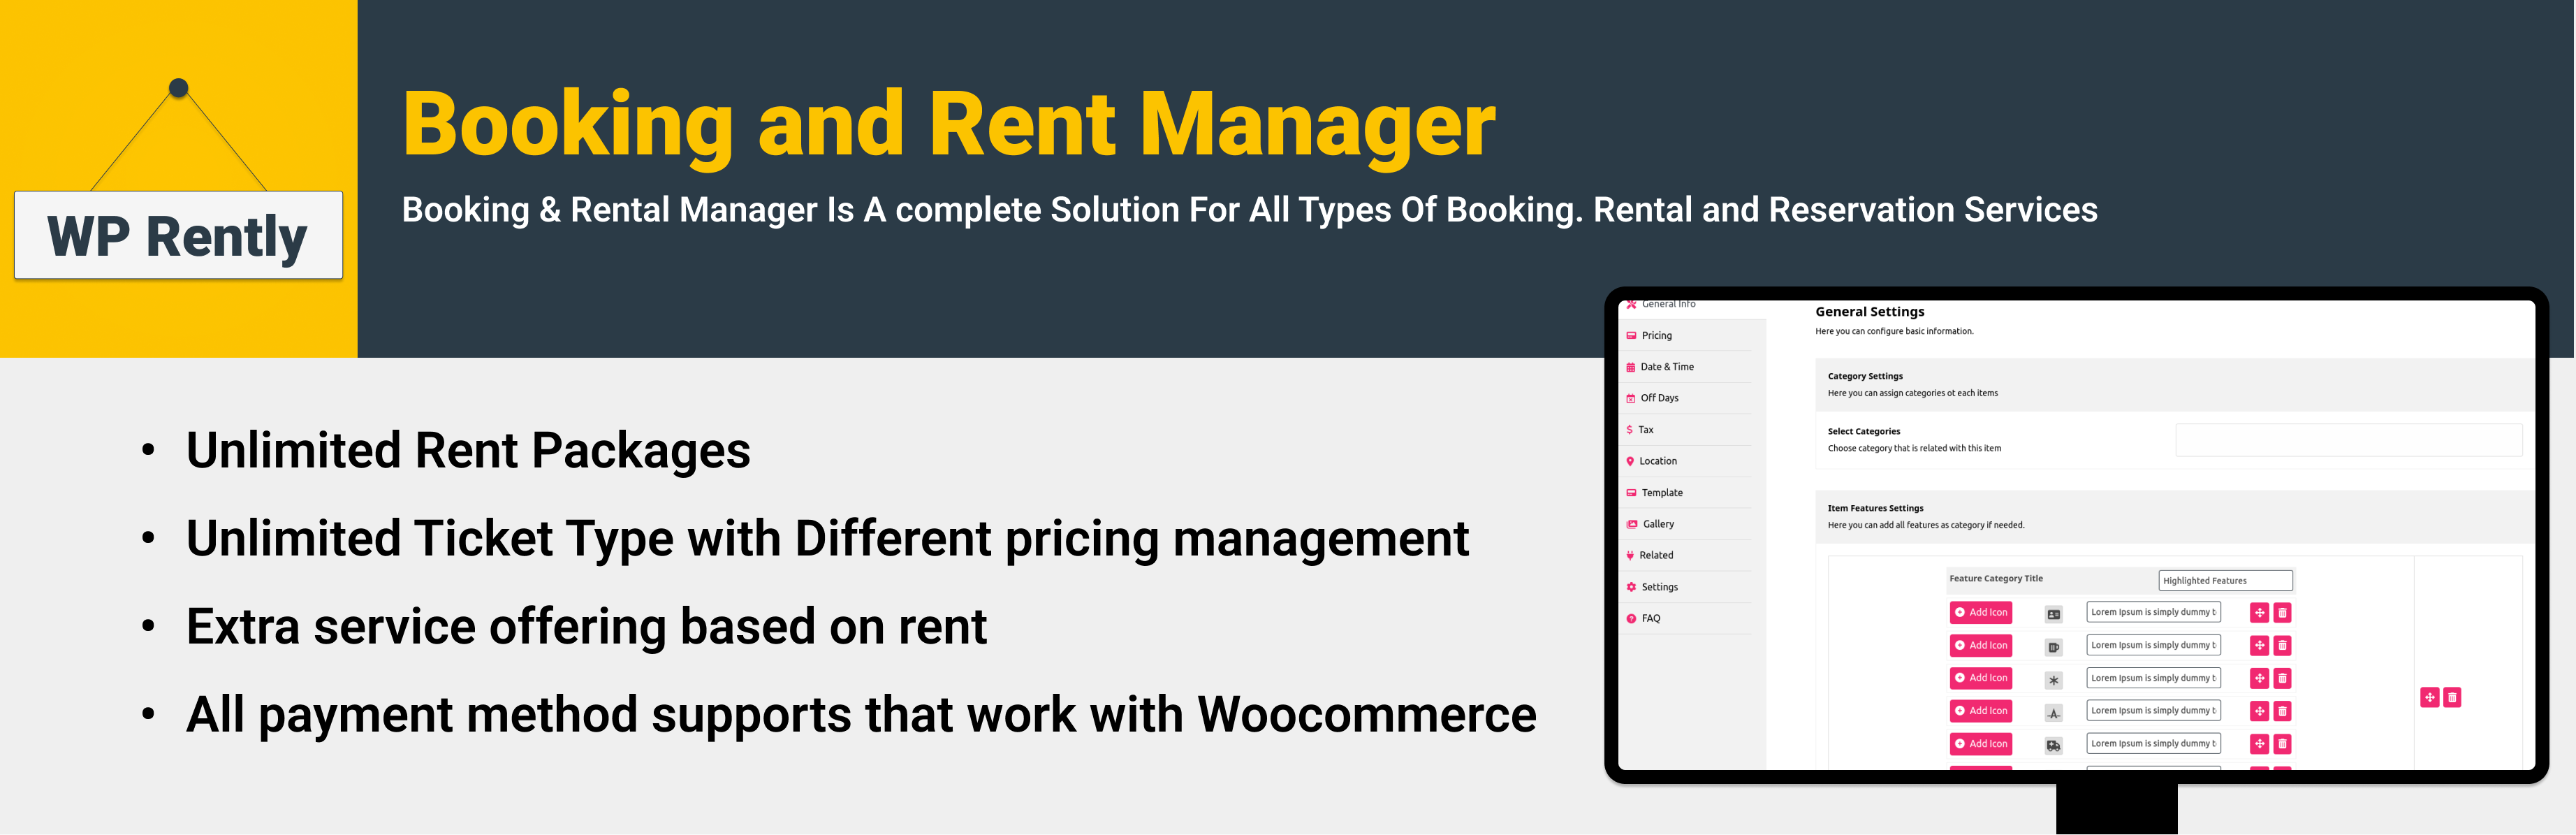 WP Rently
Booking and Rent Manager
Booking & Rental Manager Is A complete Solution For All Types Of Booking. Rental and Reservation Services
• Unlimited Rent Packages
• Unlimited Ticket Type with Different pricing management
• Extra service offering based on rent
• All payment method supports that work with Woocommerce
General Info
Pricing
Date & Time
Off Days
Tax
Location
Template
Gallery
Related
Settings
FAQ
General Settings
Here you can configure basic information.
Category Settings
Here you can assign categories ot each items
Select Categories
Choose category that is related with this item
Item Features Settings
Here you can add all features as category if needed.
Feature Category Title
Highlighted Features
Add Icon
Lorem Ipsum is simply dummy t
Add Icon
Lorem Ipsum is simply dummy t
Add Icon
Lorem Ipsum is simply dummy t
Add Icon
Lorem Ipsum is simply dummy t
Add Icon
Lorem Ipsum is simply dummy t